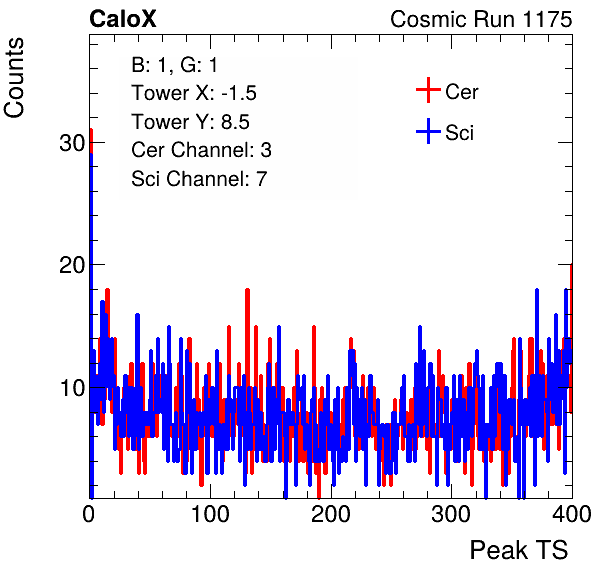 CaloX Cosmic Run 1175
Counts
B: 1, G: 1
Tower X: -1.5
Tower Y: 8.5
Cer Channel: 3
Sci Channel: 7
Cer
Sci
30
20
10
0 100 200 300 400
Peak TS